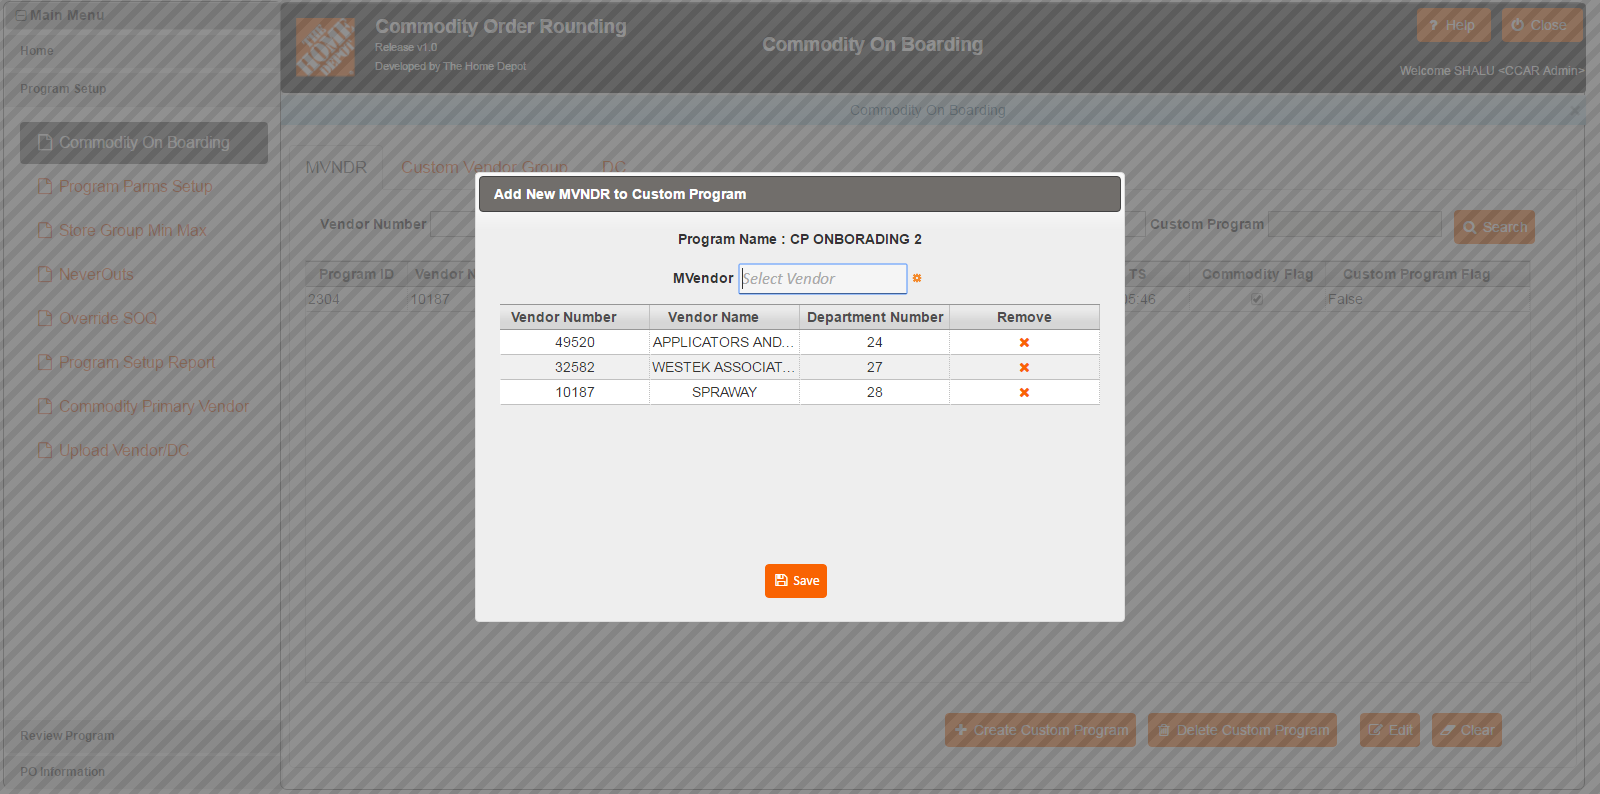 Main Menu
Home
Program Setup
Commodity On Boarding
Program Parms Setup
Store Group Min Max
NeverOuts
Override SOQ
Program Setup Report
Commodity Primary Vendor
Upload Vendor/DC
Review Program
PO Information
THE HOME DEPOT
Commodity Order Rounding
Release v1.0
Developed by The Home Depot
Commodity On Boarding
Help
Close
Welcome SHALU <CCAR Admin>
Commodity On Boarding
MVNDR Custom Vendor Group DC
Vendor Number
Custom Program
Search
Program ID Vendor N TS Commodity Flag Custom Program Flag
2304 10187 05:46 False
Add New MVNDR to Custom Program
Program Name : CP ONBORADING 2
MVendor Select Vendor
Vendor Number Vendor Name Department Number Remove
49520 APPLICATORS AND... 24
32582 WESTEK ASSOCIAT... 27
10187 SPRAWAY 28
Save
Create Custom Program Delete Custom Program Edit Clear